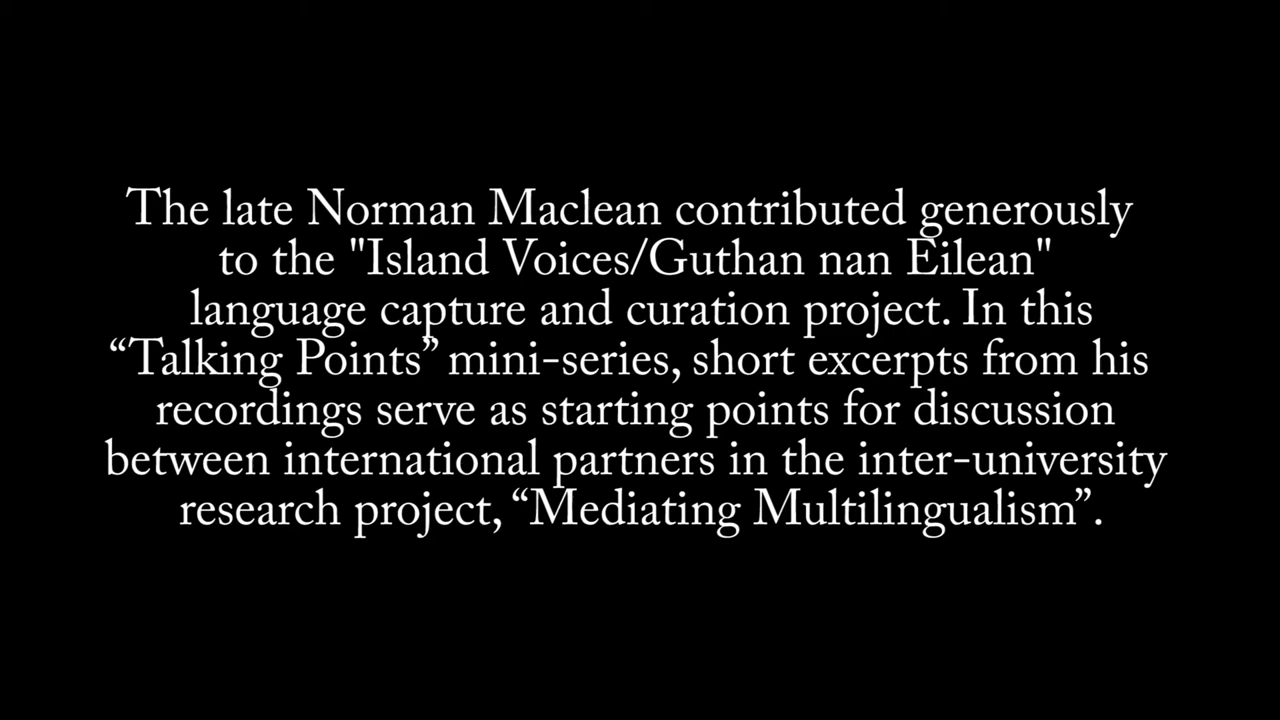 The late Norman Maclean contributed generously
to the "Island Voices/Guthan nan Eilean"
language capture and curation project. In this
“Talking Points” mini-series, short excerpts from his
recordings serve as starting points for discussion
between international partners in the inter-university
research project, “Mediating Multilingualism”.